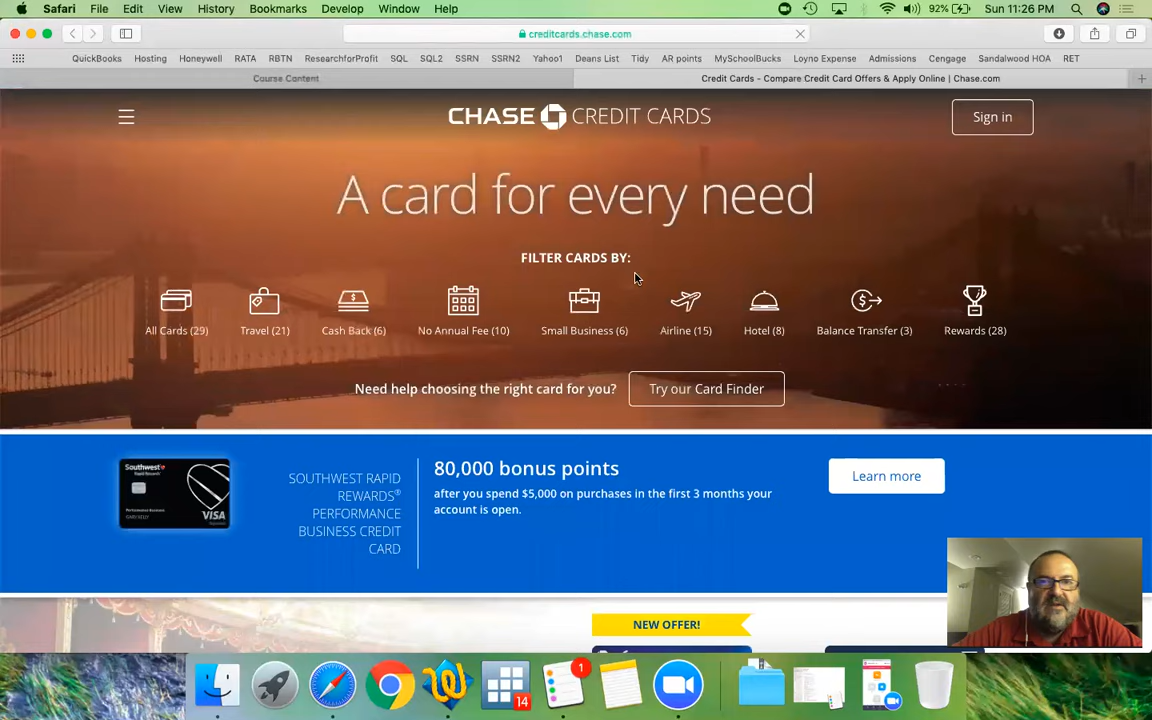 Safari File Edit View History Bookmarks Develop Window Help 92% Sun 11:26 PM
creditcards.chase.com
QuickBooks Hosting Honeywell RATA RBTN ResearchforProfit SQL SQL2 SSRN SSRN2 Yahoo1 Deans List Tidy AR points MySchoolBucks Loyno Expense Admissions Cengage Sandalwood HOA RET
Course Content Credit Cards - Compare Credit Card Offers & Apply Online | Chase.com
CHASE CREDIT CARDS
Sign in
A card for every need
FILTER CARDS BY:
All Cards (29) Travel (21) Cash Back (6) No Annual Fee (10) Small Business (6) Airline (15) Hotel (8) Balance Transfer (3) Rewards (28)
Need help choosing the right card for you? Try our Card Finder
Southwest
VISA
SOUTHWEST RAPID
REWARDS®
PERFORMANCE
BUSINESS CREDIT
CARD
80,000 bonus points
after you spend $5,000 on purchases in the first 3 months your
account is open.
Learn more
NEW OFFER!
1
14